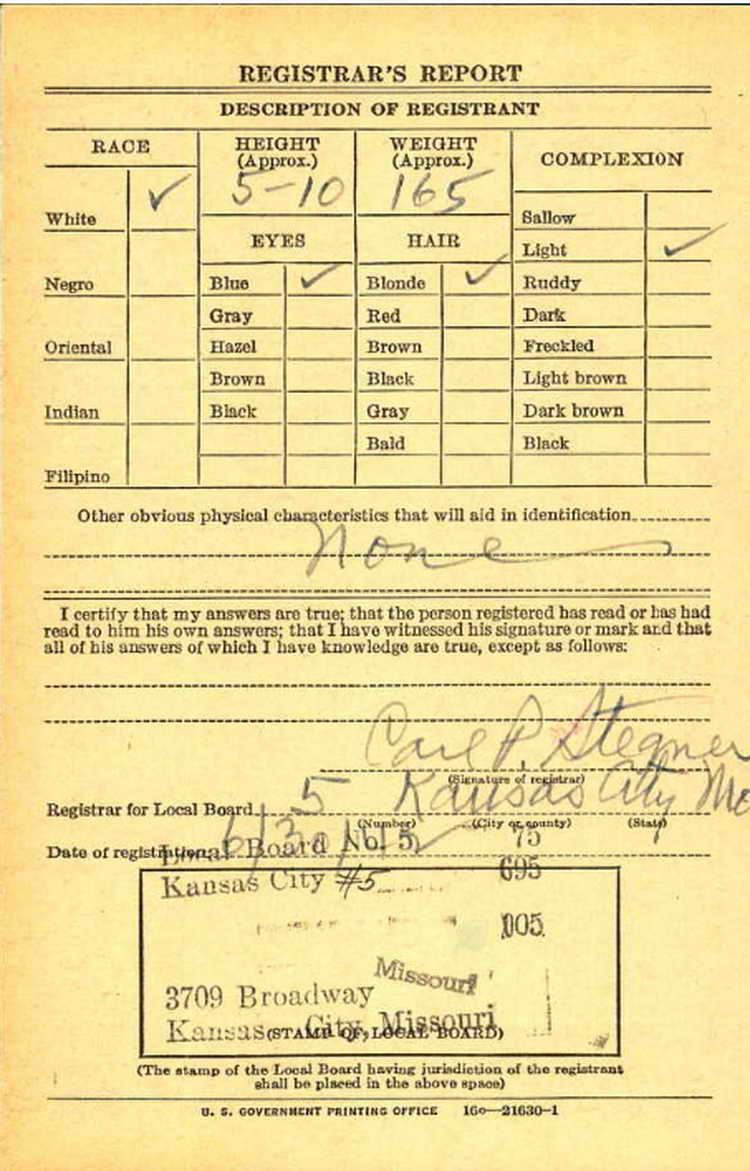 REGISTRAR'S REPORT
DESCRIPTION OF REGISTRANT
RACE
HEIGHT
(Approx.)
5-10
WEIGHT
(Approx.)
165
COMPLEXION
White ✓
Negro
Oriental
Indian
Filipino
EYES
Blue ✓
Gray
Hazel
Brown
Black
HAIR
Blonde ✓
Red
Brown
Black
Gray
Bald
Sallow
Light ✓
Ruddy
Dark
Freckled
Light brown
Dark brown
Black
Other obvious physical characteristics that will aid in identification
None
I certify that my answers are true; that the person registered has read or has had
read to him his own answers; that I have witnessed his signature or mark and that
all of his answers of which I have knowledge are true, except as follows:
Carl P. Stegner
(Signature of registrar)
Registrar for Local Board 5 Kansas City Mo
(Number) (City or county) (State)
Date of registration
Local Board No. 5 75
Kansas City #5 695
005
Missouri
3709 Broadway
Kansas City, Missouri
(STAMP OF LOCAL BOARD)
(The stamp of the Local Board having jurisdiction of the registrant
shall be placed in the above space)
U. S. GOVERNMENT PRINTING OFFICE 16—21630-1